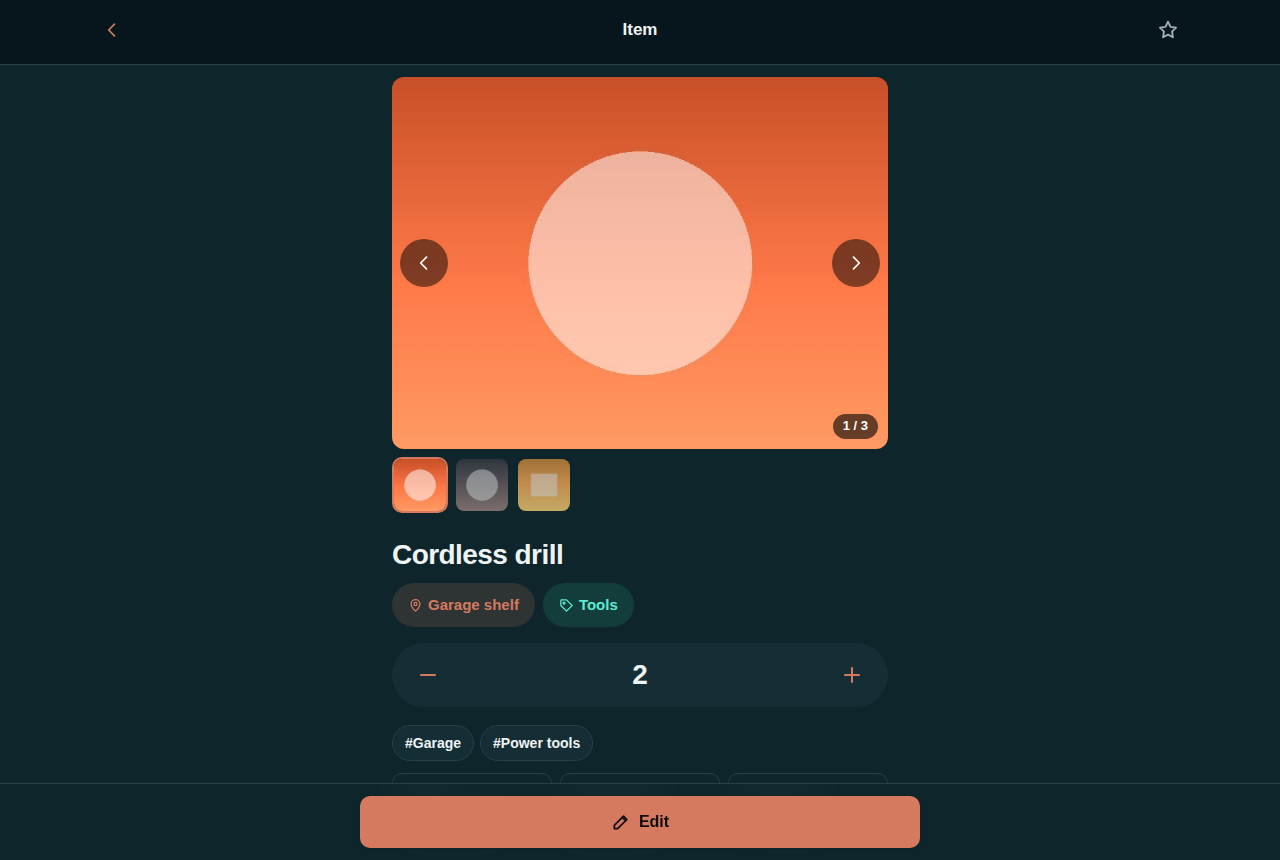 Item
1 / 3
Cordless drill
Garage shelf
Tools
2
#Garage
#Power tools
Edit